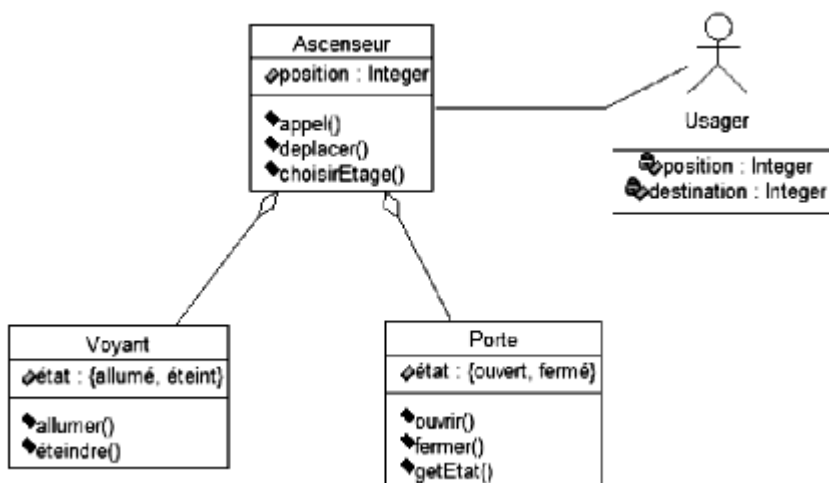 Ascenseur
position : Integer
appel()
deplacer()
choisirEtage()
Usager
position : Integer
destination : Integer
Voyant
état : {allumé, éteint}
allumer()
éteindre()
Porte
état : {ouvert, fermé}
ouvrir()
fermer()
getEtat()